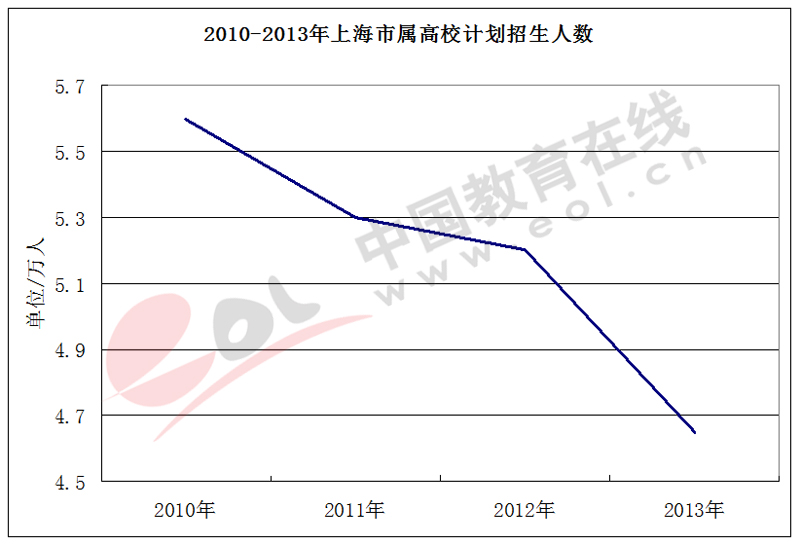 2010-2013年上海市属高校计划招生人数
5.7
5.5
5.3
5.1
4.9
4.7
4.5
单位/万人
2010年
2011年
2012年
2013年
eOL
中国教育在线
www.eol.cn